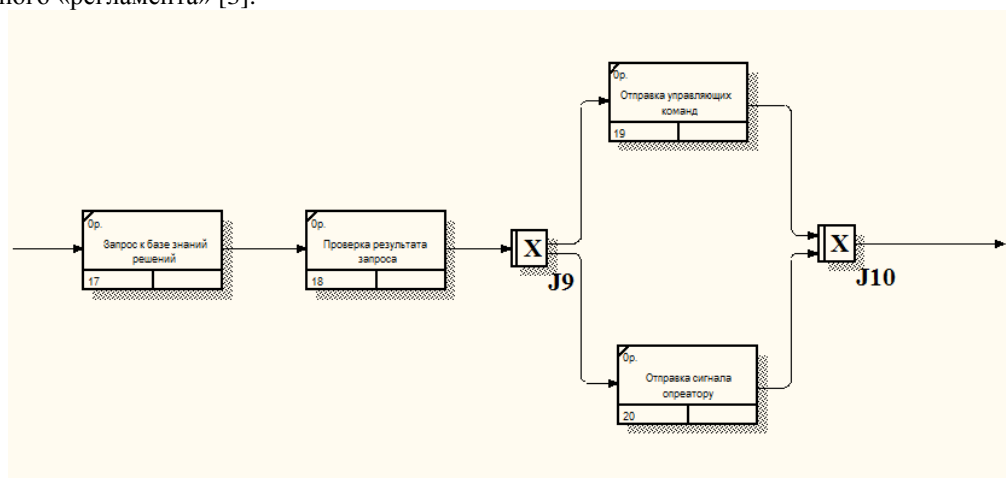 ного «регламента» [3].
0р.
Отправка управляющих
команд
19
0р.
Запрос к базе знаний
решений
17
0р.
Проверка результата
запроса
18
X
J9
X
J10
0р.
Отправка сигнала
опреатору
20